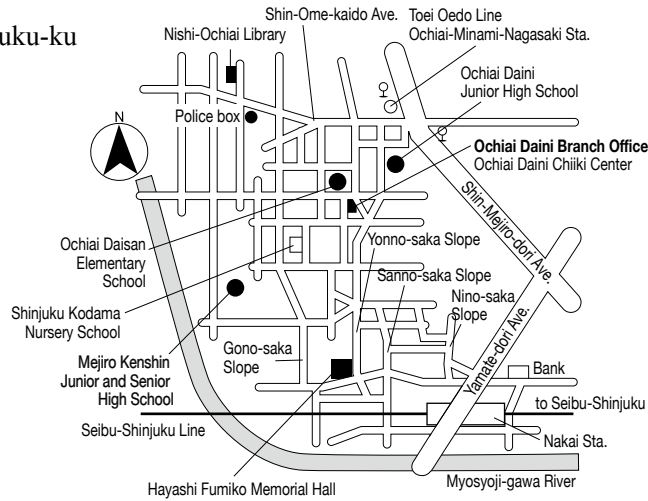 uku-ku
Shin-Ome-kaido Ave.
Toei Oedo Line
Ochiai-Minami-Nagasaki Sta.
Nishi-Ochiai Library
Ochiai Daini
Junior High School
Police box
N
Ochiai Daini Branch Office
Ochiai Daini Chiiki Center
Shin-Mejiro-dori Ave.
Ochiai Daisan
Elementary
School
Yonno-saka Slope
Sanno-saka Slope
Nino-saka
Slope
Shinjuku Kodama
Nursery School
Yamate-dori Ave.
Mejiro Kenshin
Junior and Senior
High School
Gono-saka
Slope
Bank
to Seibu-Shinjuku
Seibu-Shinjuku Line
Nakai Sta.
Hayashi Fumiko Memorial Hall
Myosyoji-gawa River